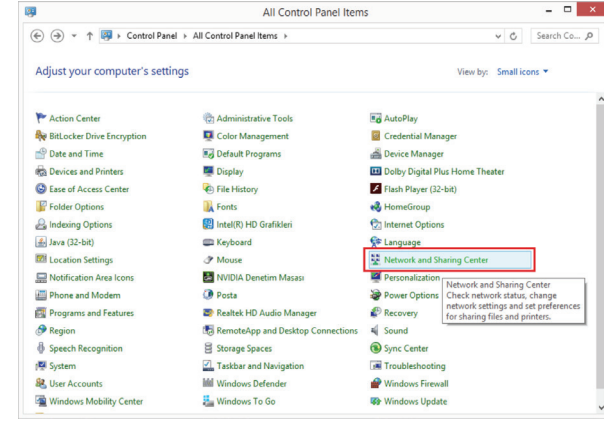 All Control Panel Items
Control Panel
All Control Panel Items
Search Co...
Adjust your computer's settings
View by: Small icons
Action Center
Administrative Tools
AutoPlay
BitLocker Drive Encryption
Color Management
Credential Manager
Date and Time
Default Programs
Device Manager
Devices and Printers
Display
Dolby Digital Plus Home Theater
Ease of Access Center
File History
Flash Player (32-bit)
Folder Options
Fonts
HomeGroup
Indexing Options
Intel(R) HD Grafikleri
Internet Options
Java (32-bit)
Keyboard
Language
Location Settings
Mouse
Network and Sharing Center
Notification Area Icons
NVIDIA Denetim Masası
Personalization
Network and Sharing Center
Check network status, change
network settings and set preferences
for sharing files and printers.
Phone and Modem
Posta
Power Options
Programs and Features
Realtek HD Audio Manager
Recovery
Region
RemoteApp and Desktop Connections
Sound
Speech Recognition
Storage Spaces
Sync Center
System
Taskbar and Navigation
Troubleshooting
User Accounts
Windows Defender
Windows Firewall
Windows Mobility Center
Windows To Go
Windows Update